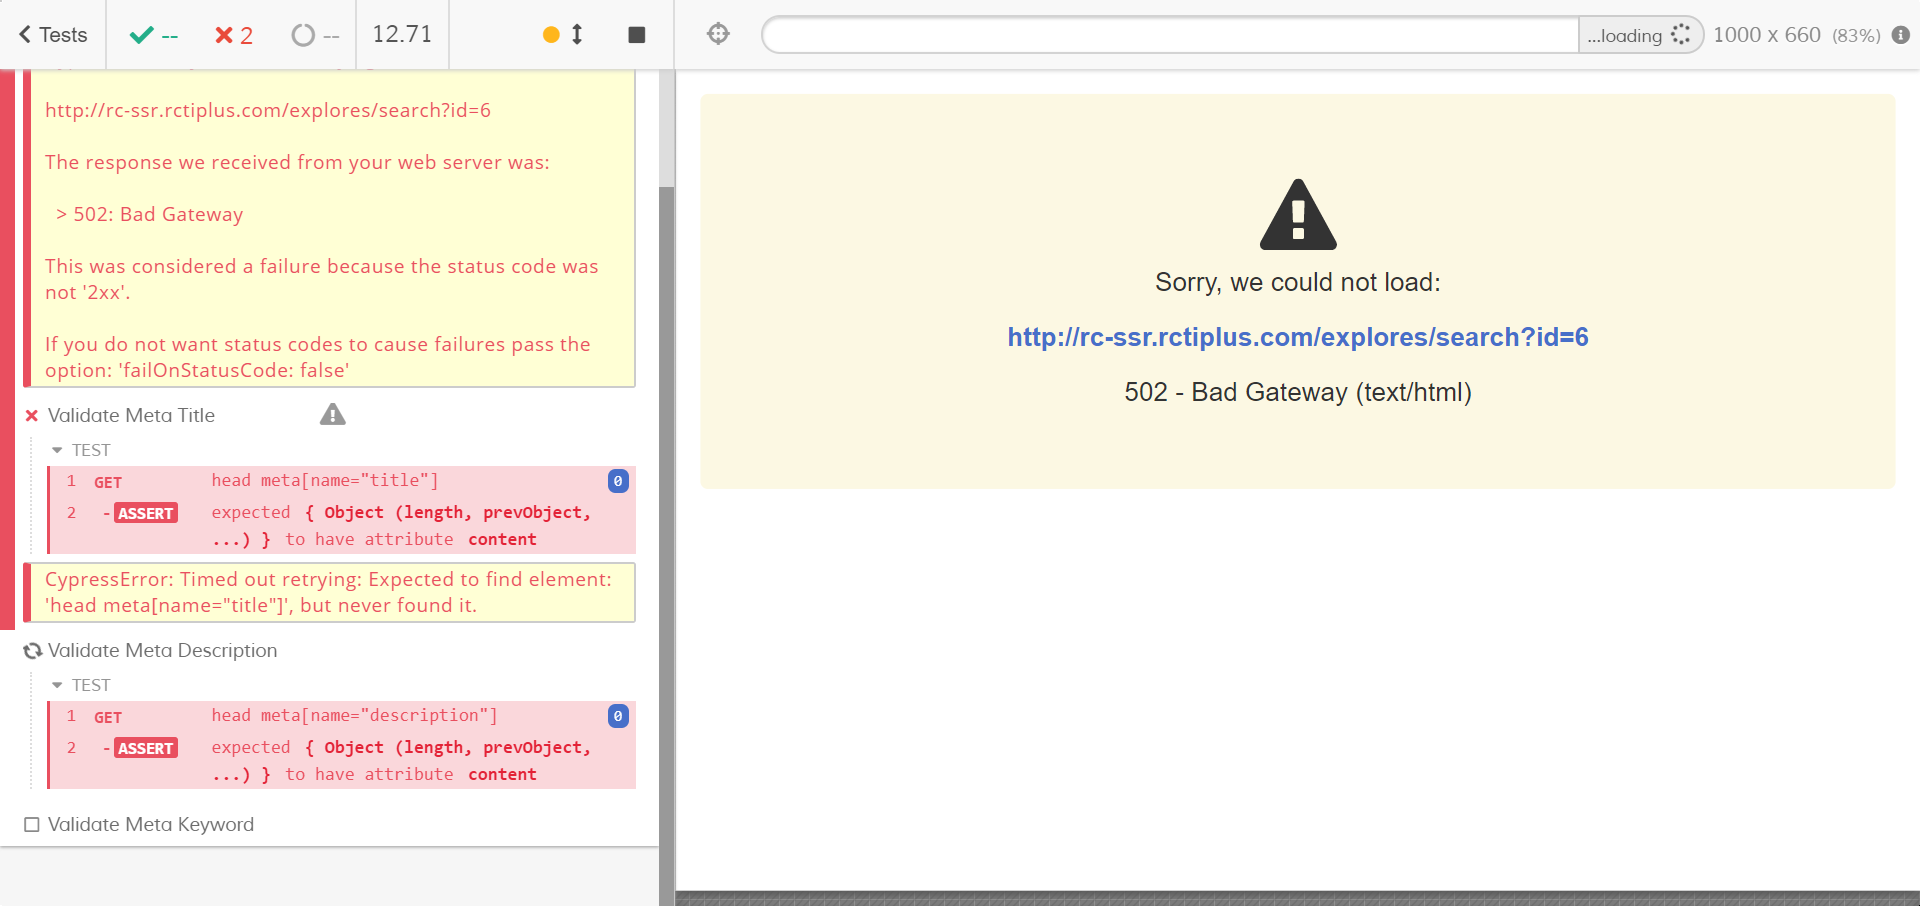 Tests
--
2
--
12.71
...loading
1000 x 660 (83%)
http://rc-ssr.rctiplus.com/explores/search?id=6
The response we received from your web server was:
> 502: Bad Gateway
This was considered a failure because the status code was
not '2xx'.
If you do not want status codes to cause failures pass the
option: 'failOnStatusCode: false'
Validate Meta Title
TEST
1 GET head meta[name="title"] 0
2 -ASSERT expected { Object (length, prevObject,
...) } to have attribute content
CypressError: Timed out retrying: Expected to find element:
'head meta[name="title"]', but never found it.
Validate Meta Description
TEST
1 GET head meta[name="description"] 0
2 -ASSERT expected { Object (length, prevObject,
...) } to have attribute content
Validate Meta Keyword
Sorry, we could not load:
http://rc-ssr.rctiplus.com/explores/search?id=6
502 - Bad Gateway (text/html)